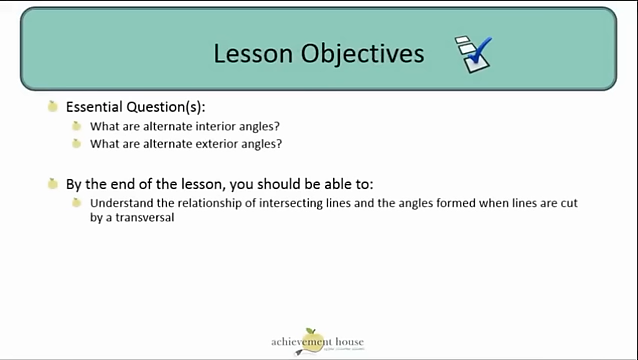 Lesson Objectives
Essential Question(s):
What are alternate interior angles?
What are alternate exterior angles?
By the end of the lesson, you should be able to:
Understand the relationship of intersecting lines and the angles formed when lines are cut
by a transversal
achievement house